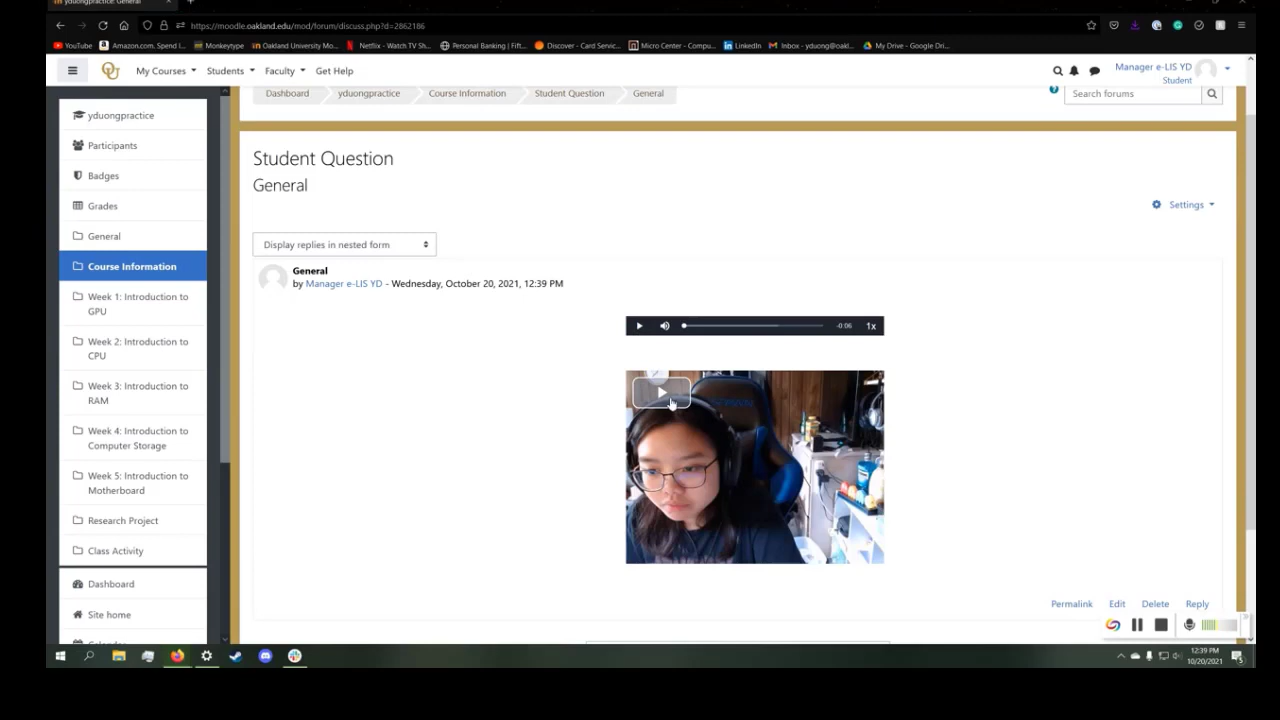 yduongpractice: General
https://moodle.oakland.edu/mod/forum/discuss.php?d=2862186
YouTube Amazon.com. Spend l... Monkeytype Oakland University Mo... Netflix - Watch TV Sh... Personal Banking | Fift... Discover - Card Servic... Micro Center - Compu... LinkedIn Inbox - yduong@oakl... My Drive - Google Dri...
My Courses Students Faculty Get Help
Manager e-LIS YD
Student
Dashboard yduongpractice Course Information Student Question General
Search forums
yduongpractice
Participants
Badges
Grades
General
Course Information
Week 1: Introduction to
GPU
Week 2: Introduction to
CPU
Week 3: Introduction to
RAM
Week 4: Introduction to
Computer Storage
Week 5: Introduction to
Motherboard
Research Project
Class Activity
Dashboard
Site home
Student Question
General
Settings
Display replies in nested form
General
by Manager e-LIS YD - Wednesday, October 20, 2021, 12:39 PM
-0:06 1x
Permalink Edit Delete Reply
12:39 PM
10/20/2021